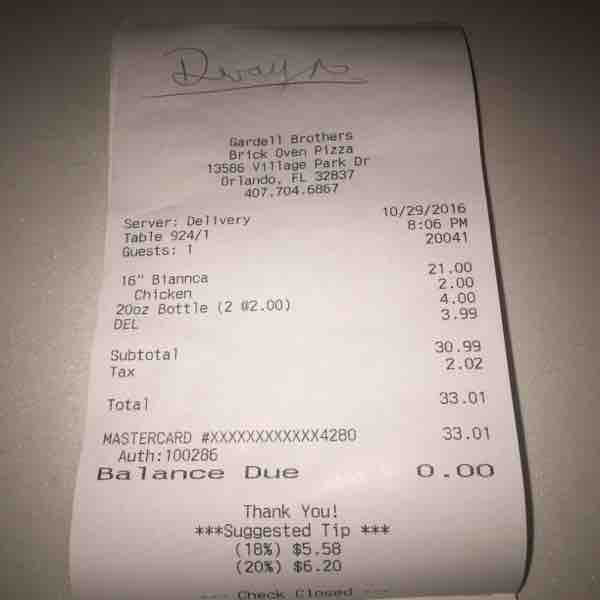 Dwayn
Gardell Brothers
Brick Oven Pizza
13586 Village Park Dr
Orlando, FL 32837
407.704.6867
Server: Delivery 10/29/2016
Table 924/1 8:06 PM
Guests: 1 20041
16" Biannca 21.00
Chicken 2.00
20oz Bottle (2 @2.00) 4.00
DEL 3.99
Subtotal 30.99
Tax 2.02
Total 33.01
MASTERCARD #XXXXXXXXXXXX4280 33.01
Auth:100286
Balance Due 0.00
Thank You!
***Suggested Tip ***
(18%) $5.58
(20%) $6.20
*** Check Closed ***